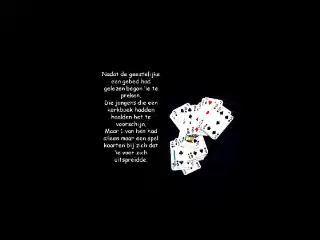 Nadat de geestelijke
een gebed had
gelezen began 'ie te
preken.
Die jongens die een
kerkboek hadden
haalden het te
voorschijn,
Maar 1 van hen had
alleen maar een spel
kaarten bij zich dat
'ie voor zich
uitspreidde.